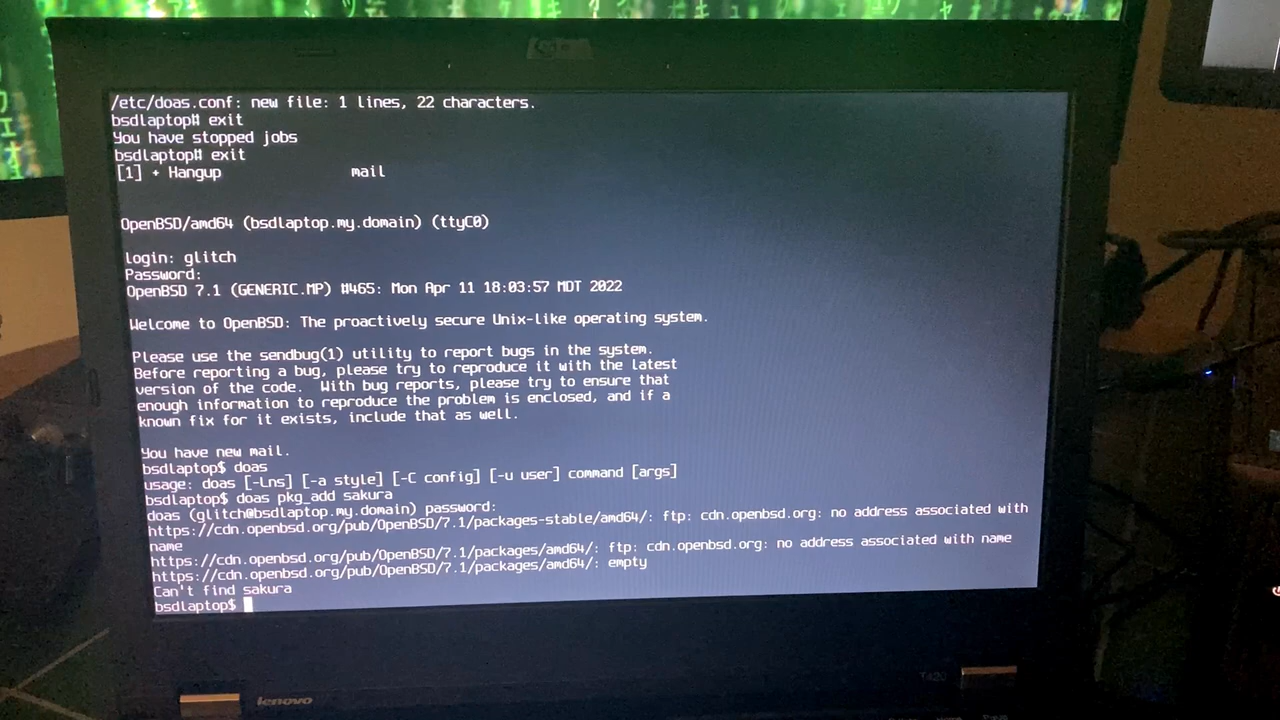 /etc/doas.conf: new file: 1 lines, 22 characters.
bsdlaptop# exit
You have stopped jobs
bsdlaptop# exit
[1] + Hangup                 mail
OpenBSD/amd64 (bsdlaptop.my.domain) (ttyC0)
login: glitch
Password:
OpenBSD 7.1 (GENERIC.MP) #465: Mon Apr 11 18:03:57 MDT 2022
Welcome to OpenBSD: The proactively secure Unix-like operating system.
Please use the sendbug(1) utility to report bugs in the system.
Before reporting a bug, please try to reproduce it with the latest
version of the code.  With bug reports, please try to ensure that
enough information to reproduce the problem is enclosed, and if a
known fix for it exists, include that as well.
You have new mail.
bsdlaptop$ doas
usage: doas [-Lns] [-a style] [-C config] [-u user] command [args]
bsdlaptop$ doas pkg_add sakura
doas (glitch@bsdlaptop.my.domain) password:
https://cdn.openbsd.org/pub/OpenBSD/7.1/packages-stable/amd64/: ftp: cdn.openbsd.org: no address associated with
name
https://cdn.openbsd.org/pub/OpenBSD/7.1/packages/amd64/: ftp: cdn.openbsd.org: no address associated with name
https://cdn.openbsd.org/pub/OpenBSD/7.1/packages/amd64/: empty
Can't find sakura
bsdlaptop$
lenovo
T420